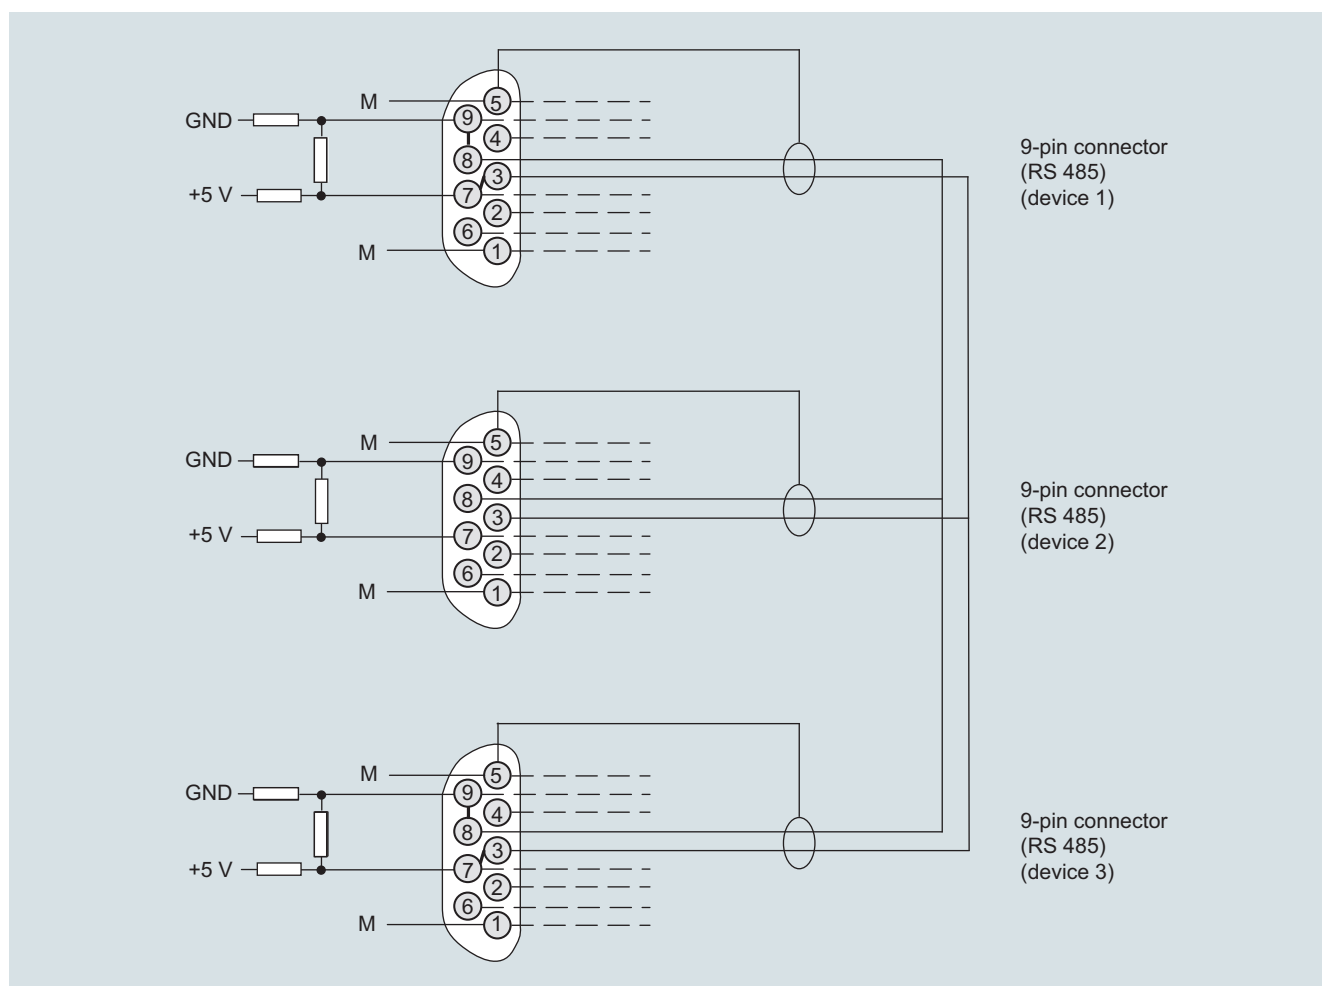 M
5
9
GND
4
9-pin connector
(RS 485)
(device 1)
8
3
+5 V
7
2
6
M
1
M
5
GND
9
4
9-pin connector
(RS 485)
(device 2)
8
3
+5 V
7
2
6
M
1
M
5
GND
9
4
9-pin connector
(RS 485)
(device 3)
8
3
+5 V
7
2
6
M
1